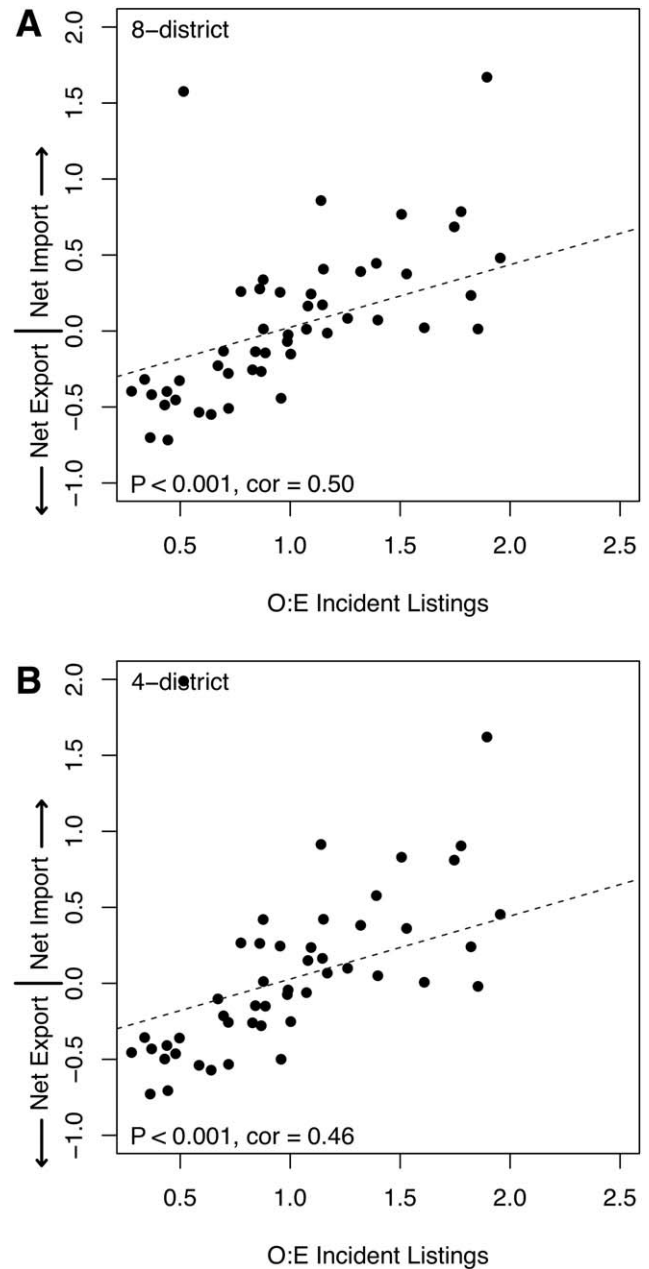 A
8−district
2.0
1.5
1.0
0.5
0.0
−0.5
−1.0
← Net Export | Net Import →
P < 0.001, cor = 0.50
0.5 1.0 1.5 2.0 2.5
O:E Incident Listings
B
4−district
2.0
1.5
1.0
0.5
0.0
−0.5
−1.0
← Net Export | Net Import →
P < 0.001, cor = 0.46
0.5 1.0 1.5 2.0 2.5
O:E Incident Listings